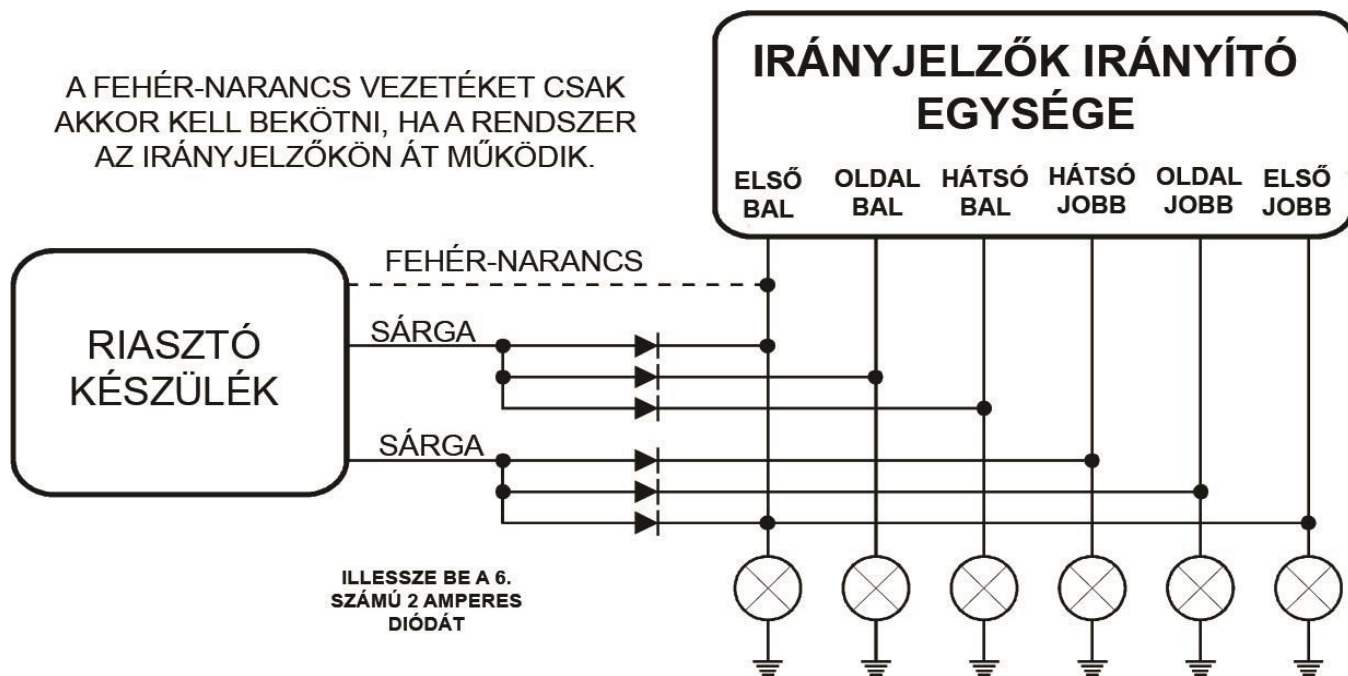 A FEHÉR-NARANCS VEZETÉKET CSAK
AKKOR KELL BEKÖTNI, HA A RENDSZER
AZ IRÁNYJELZŐKÖN ÁT MŰKÖDIK.
IRÁNYJELZŐK IRÁNYÍTÓ
EGYSÉGE
ELSŐ
BAL
OLDAL
BAL
HÁTSÓ
BAL
HÁTSÓ
JOBB
OLDAL
JOBB
ELSŐ
JOBB
FEHÉR-NARANCS
SÁRGA
RIASZTÓ
KÉSZÜLÉK
SÁRGA
ILLESSZE BE A 6.
SZÁMÚ 2 AMPERES
DIÓDÁT